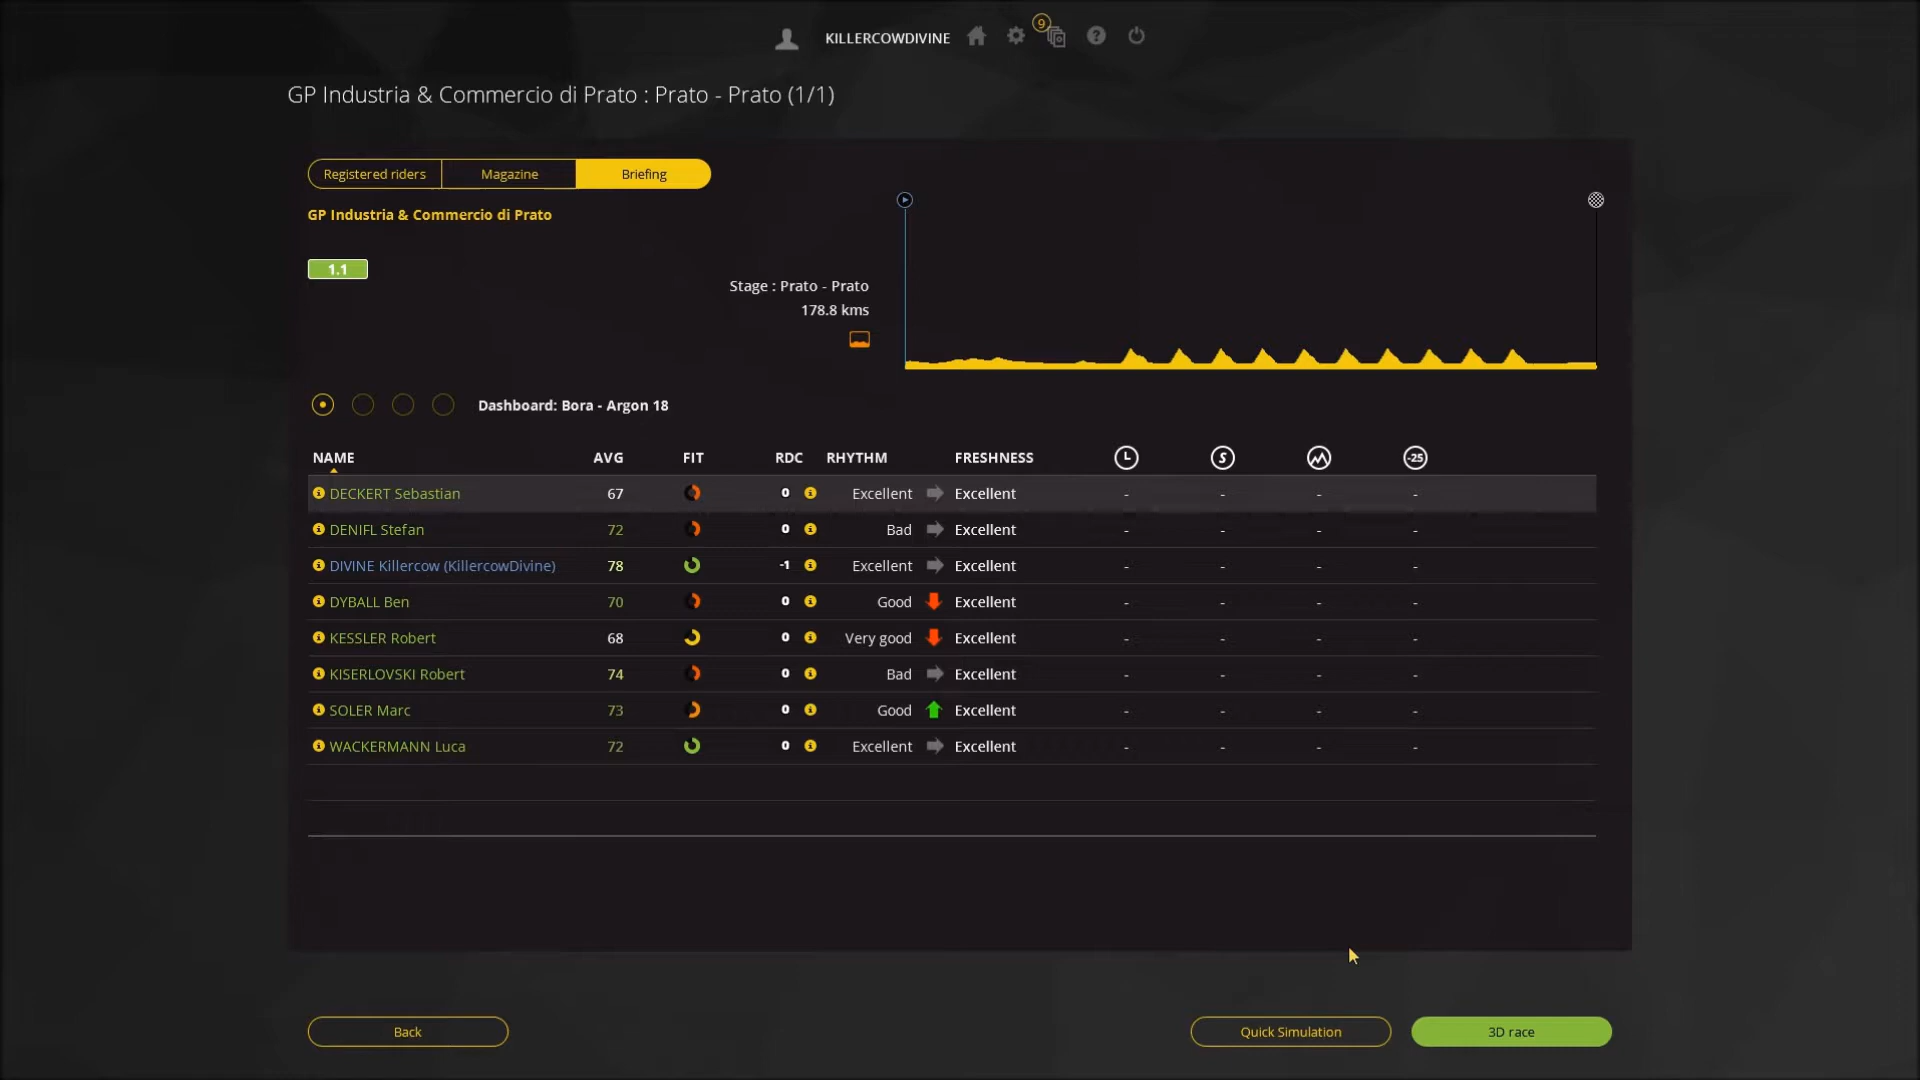 9
KILLERCOWDIVINE ?
GP Industria & Commercio di Prato : Prato - Prato (1/1)
Registered riders Magazine Briefing
GP Industria & Commercio di Prato
1.1
Stage : Prato - Prato
178.8 kms
Dashboard: Bora - Argon 18
NAME AVG FIT RDC RHYTHM FRESHNESS L S -25
DECKERT Sebastian 67 0 Excellent Excellent - - - -
DENIFL Stefan 72 0 Bad Excellent - - - -
DIVINE Killercow (KillercowDivine) 78 -1 Excellent Excellent - - - -
DYBALL Ben 70 0 Good Excellent - - - -
KESSLER Robert 68 0 Very good Excellent - - - -
KISERLOVSKI Robert 74 0 Bad Excellent - - - -
SOLER Marc 73 0 Good Excellent - - - -
WACKERMANN Luca 72 0 Excellent Excellent - - - -
Back Quick Simulation 3D race